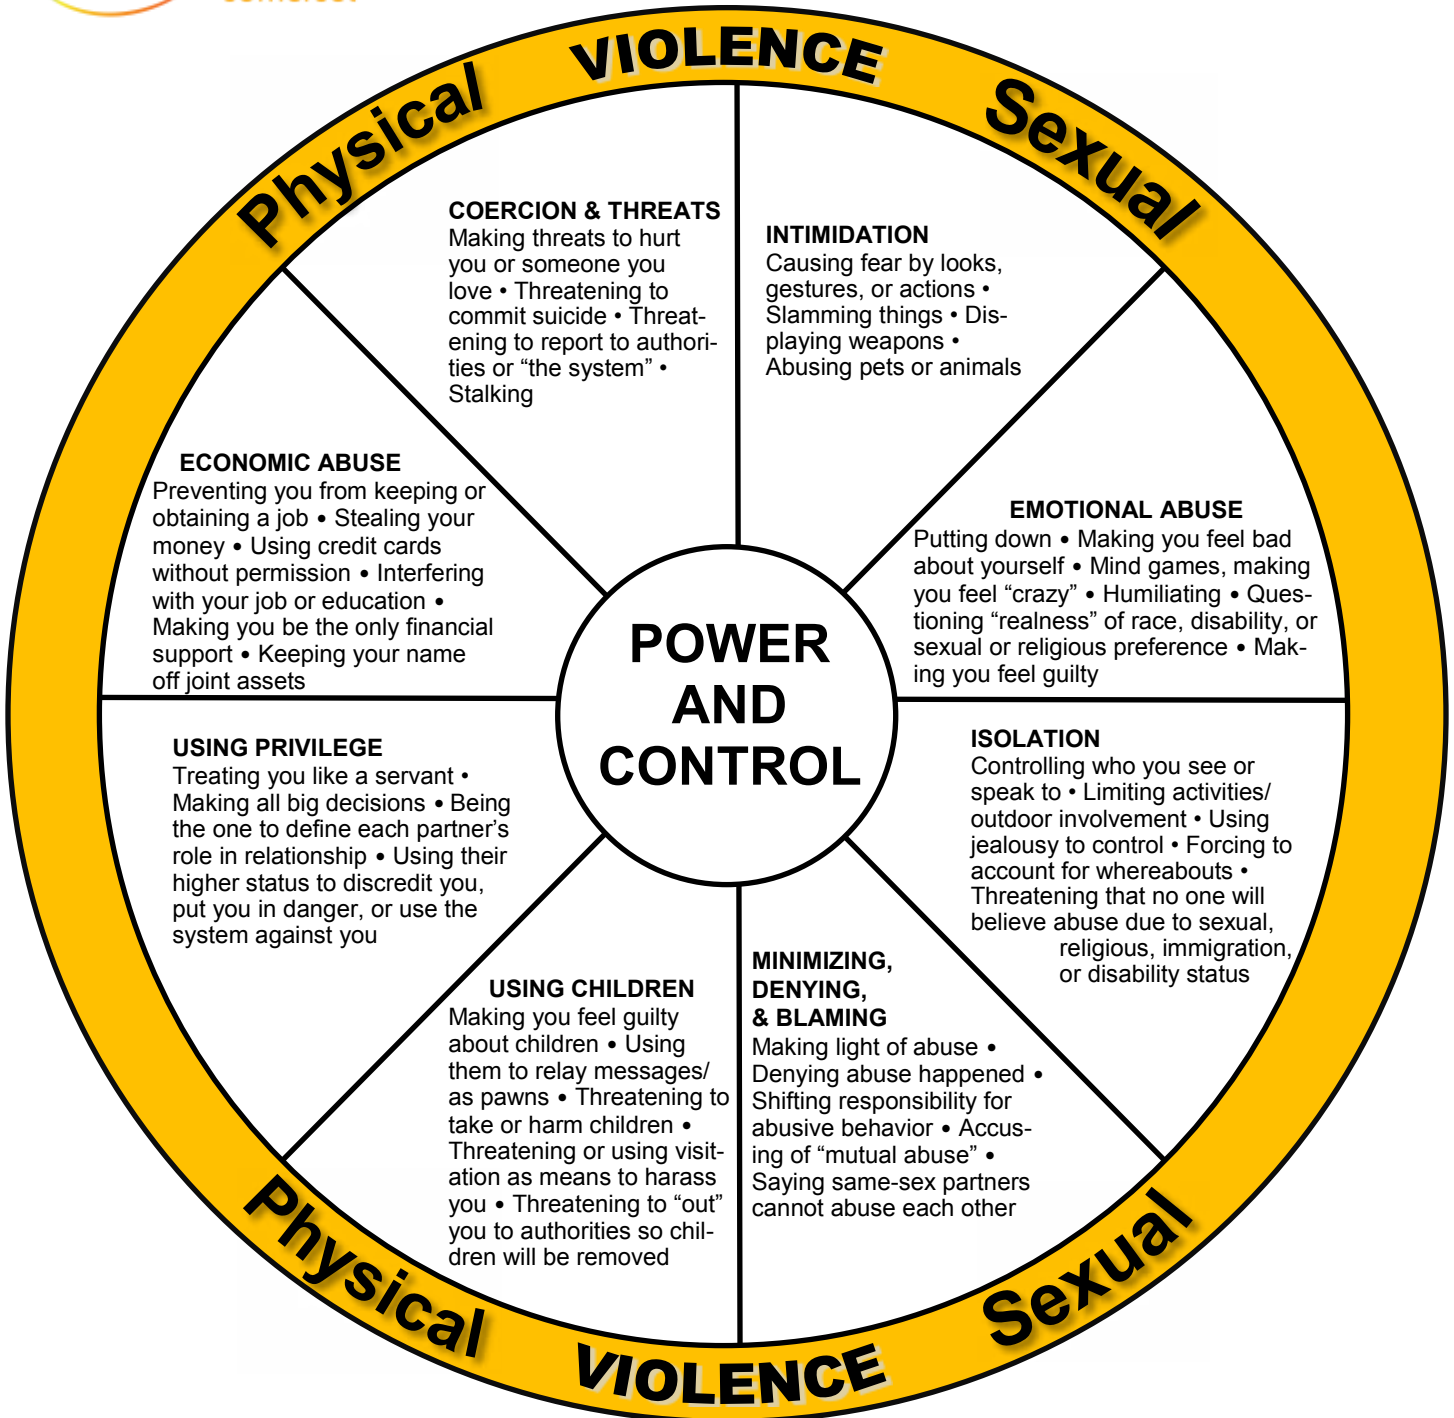 Physical
VIOLENCE
Sexual
COERCION & THREATS
Making threats to hurt
you or someone you
love • Threatening to
commit suicide • Threat-
ening to report to authori-
ties or “the system” •
Stalking
INTIMIDATION
Causing fear by looks,
gestures, or actions •
Slamming things • Dis-
playing weapons •
Abusing pets or animals
ECONOMIC ABUSE
Preventing you from keeping or
obtaining a job • Stealing your
money • Using credit cards
without permission • Interfering
with your job or education •
Making you be the only financial
support • Keeping your name
off joint assets
EMOTIONAL ABUSE
Putting down • Making you feel bad
about yourself • Mind games, making
you feel “crazy” • Humiliating • Ques-
tioning “realness” of race, disability, or
sexual or religious preference • Mak-
ing you feel guilty
POWER
AND
CONTROL
USING PRIVILEGE
Treating you like a servant •
Making all big decisions • Being
the one to define each partner’s
role in relationship • Using their
higher status to discredit you,
put you in danger, or use the
system against you
ISOLATION
Controlling who you see or
speak to • Limiting activities/
outdoor involvement • Using
jealousy to control • Forcing to
account for whereabouts •
Threatening that no one will
believe abuse due to sexual,
religious, immigration,
or disability status
USING CHILDREN
Making you feel guilty
about children • Using
them to relay messages/
as pawns • Threatening to
take or harm children •
Threatening or using visit-
ation as means to harass
you • Threatening to “out”
you to authorities so chil-
dren will be removed
MINIMIZING,
DENYING,
& BLAMING
Making light of abuse •
Denying abuse happened •
Shifting responsibility for
abusive behavior • Accus-
ing of “mutual abuse” •
Saying same-sex partners
cannot abuse each other
Physical
VIOLENCE
Sexual